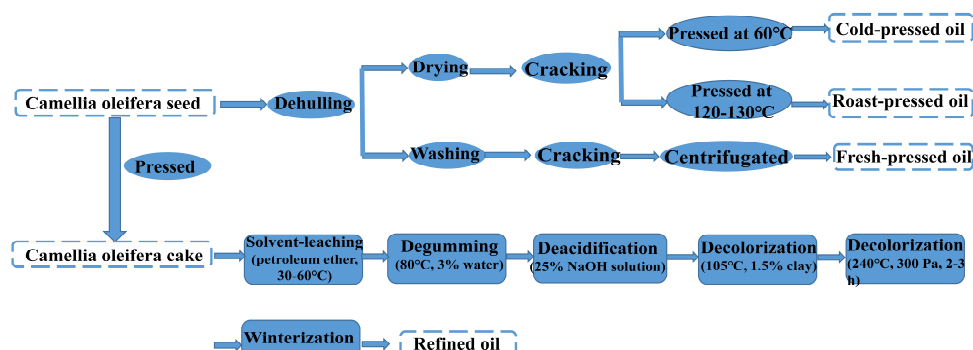 Pressed at 60℃
Cold-pressed oil
Drying
Cracking
Camellia oleifera seed
Dehulling
Pressed at
120-130℃
Roast-pressed oil
Washing
Cracking
Centrifugated
Fresh-pressed oil
Pressed
Camellia oleifera cake
Solvent-leaching
(petroleum ether,
30-60℃)
Degumming
(80℃, 3% water)
Deacidification
(25% NaOH solution)
Decolorization
(105℃, 1.5% clay)
Decolorization
(240℃, 300 Pa, 2-3
h)
Winterization
Refined oil